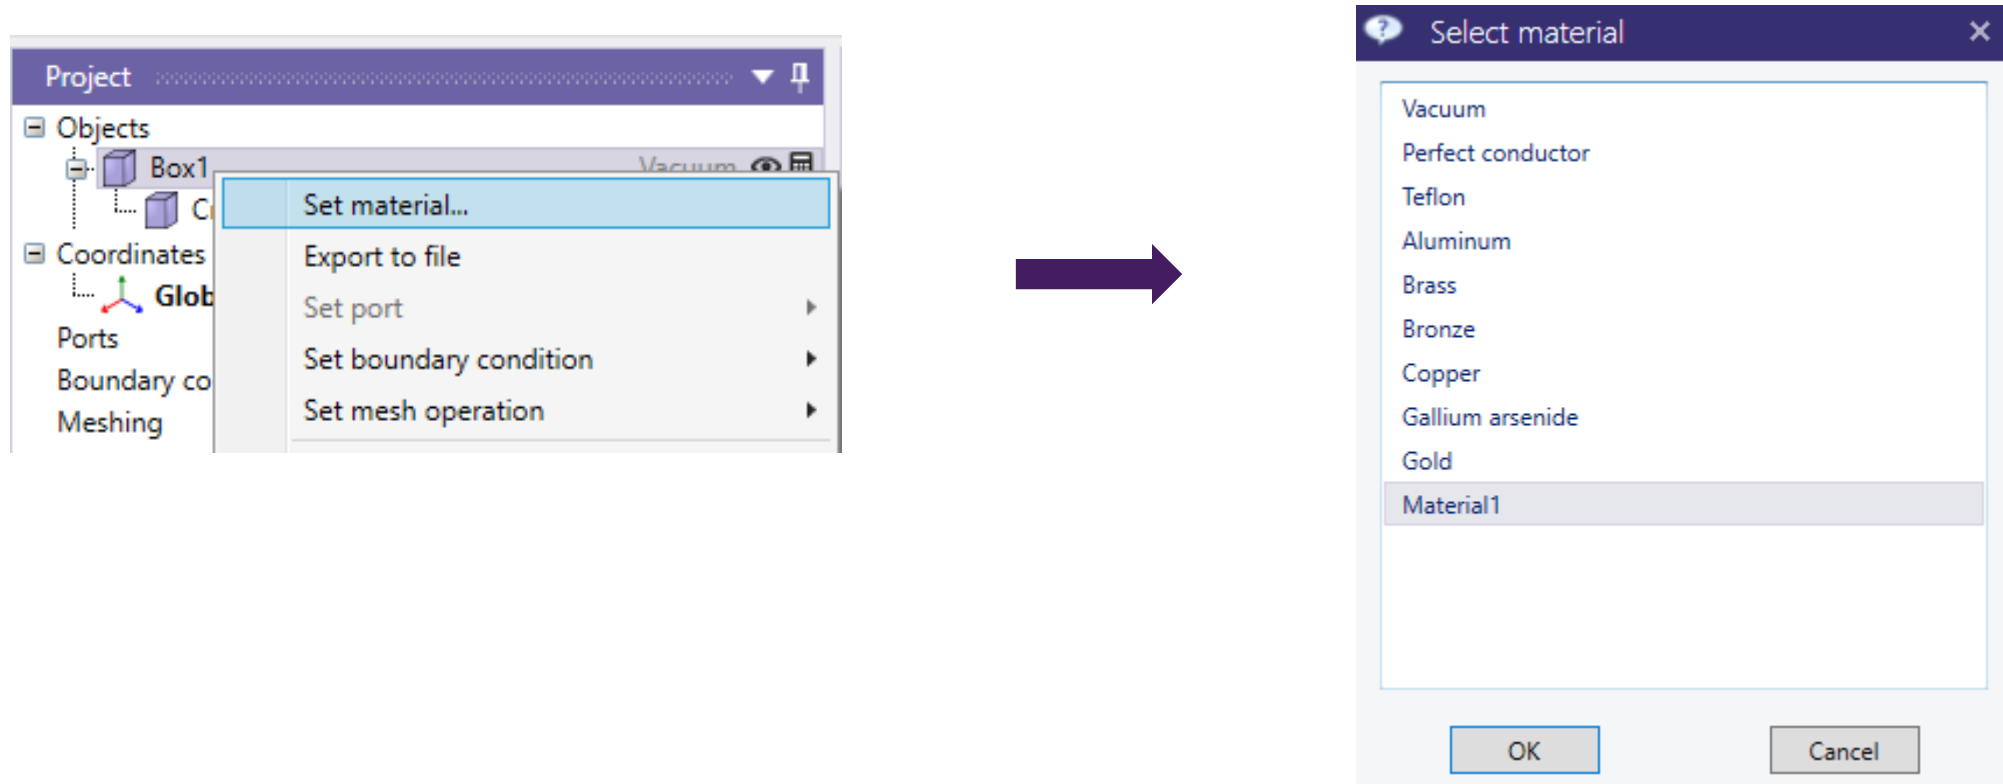 Project
Objects
Box1 Vacuum
Coordinates
Ports
Meshing
Set material...
Export to file
Set port
Set boundary condition
Set mesh operation
Select material
Vacuum
Perfect conductor
Teflon
Aluminum
Brass
Bronze
Copper
Gallium arsenide
Gold
Material1
OK Cancel